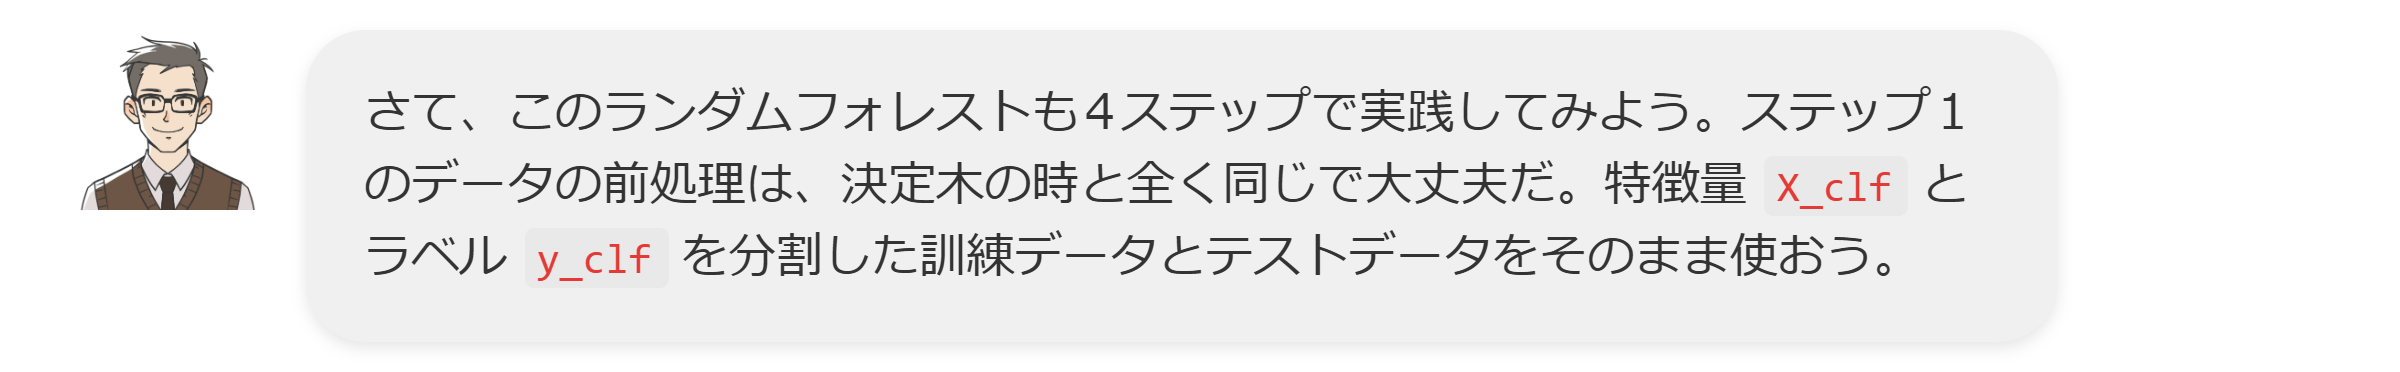 さて、このランダムフォレストも４ステップで実践してみよう。ステップ１
のデータの前処理は、決定木の時と全く同じで大丈夫だ。特徴量 X_clf と
ラベル y_clf を分割した訓練データとテストデータをそのまま使おう。